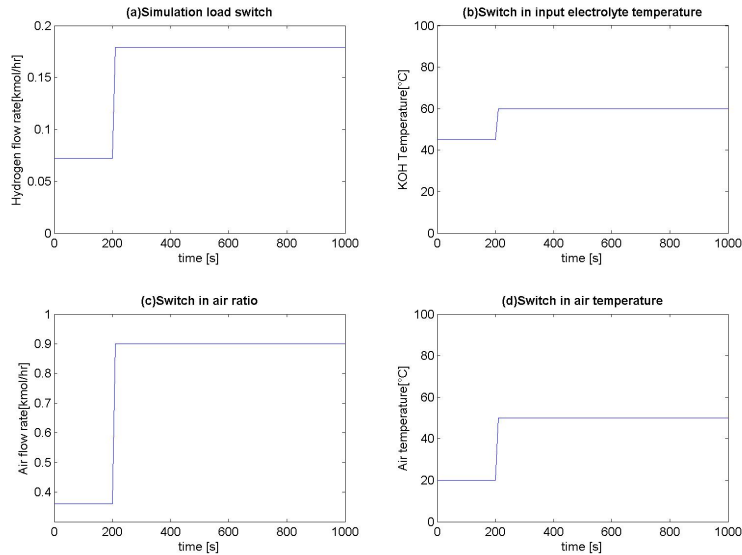 (a)Simulation load switch
Hydrogen flow rate[kmol/hr]
0.2
0.15
0.1
0.05
0
0 200 400 600 800 1000
time [s]
(b)Switch in input electrolyte temperature
KOH Temperature[°C]
100
80
60
40
20
0
0 200 400 600 800 1000
time [s]
(c)Switch in air ratio
Air flow rate[kmol/hr]
1
0.9
0.8
0.7
0.6
0.5
0.4
0 200 400 600 800 1000
time [s]
(d)Switch in air temperature
Air temperature[°C]
100
80
60
40
20
0
0 200 400 600 800 1000
time [s]